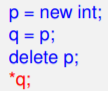 p = new int;
q = p;
delete p;
*q;